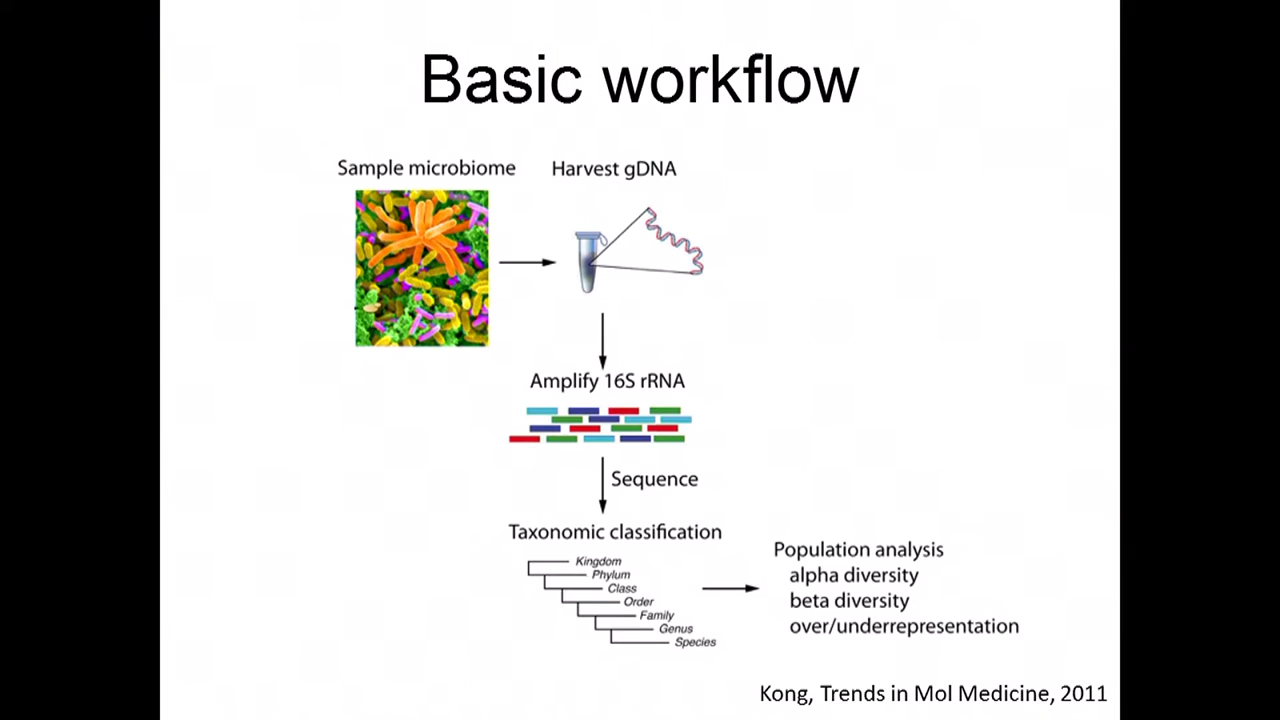 Basic workflow
Sample microbiome
Harvest gDNA
Amplify 16S rRNA
Sequence
Taxonomic classification
Kingdom
Phylum
Class
Order
Family
Genus
Species
Population analysis
alpha diversity
beta diversity
over/underrepresentation
Kong, Trends in Mol Medicine, 2011